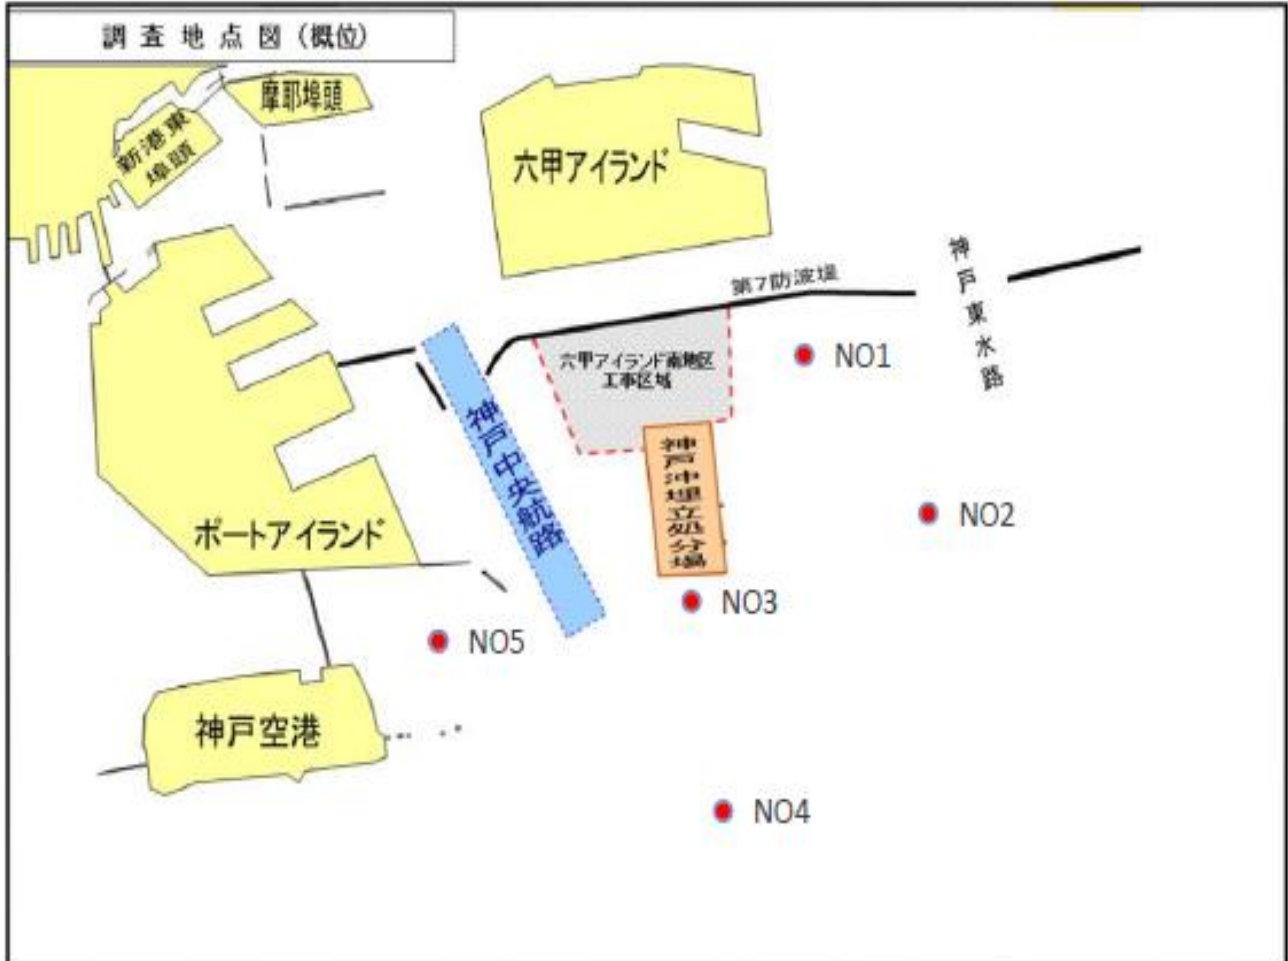 調査地点図(概位)
摩耶埠頭
新港東
埠頭
六甲アイランド
神戸東水路
第7防波堤
六甲アイランド南地区
工事区域
NO1
神戸中央航路
神戸沖埋立処分場
NO2
ポートアイランド
NO3
NO5
神戸空港
NO4